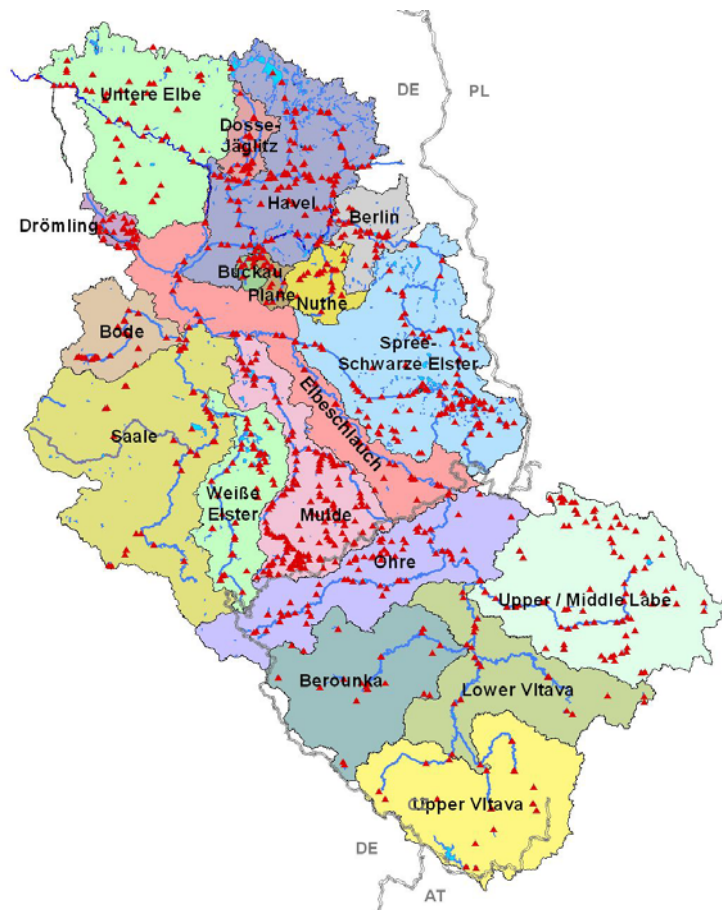 DE
PL
Untere Elbe
Dosse-
Jäglitz
Havel
Berlin
Drömling
Buckau
Plane
Nuthe
Bode
Spree-
Schwarze Elster
Elbeschlauch
Saale
Weiße
Elster
Mulde
Ohre
Upper / Middle Labe
Berounka
Lower Vltava
CZ
Upper Vltava
DE
AT